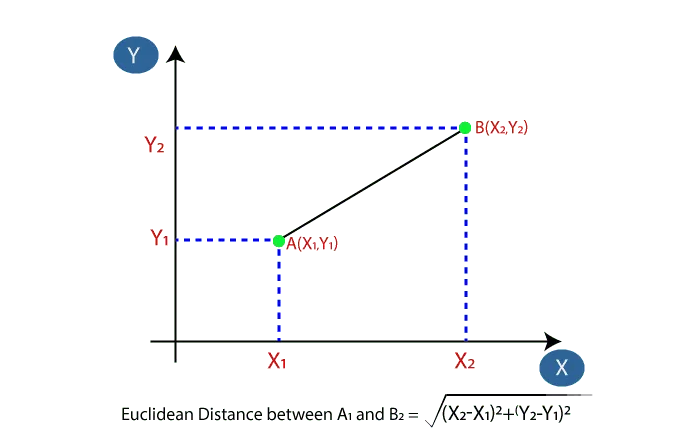 Y
Y₂
B(X₂,Y₂)
Y₁
A(X₁,Y₁)
X₁
X₂
X
Euclidean Distance between A₁ and B₂ = √(X₂-X₁)²+(Y₂-Y₁)²